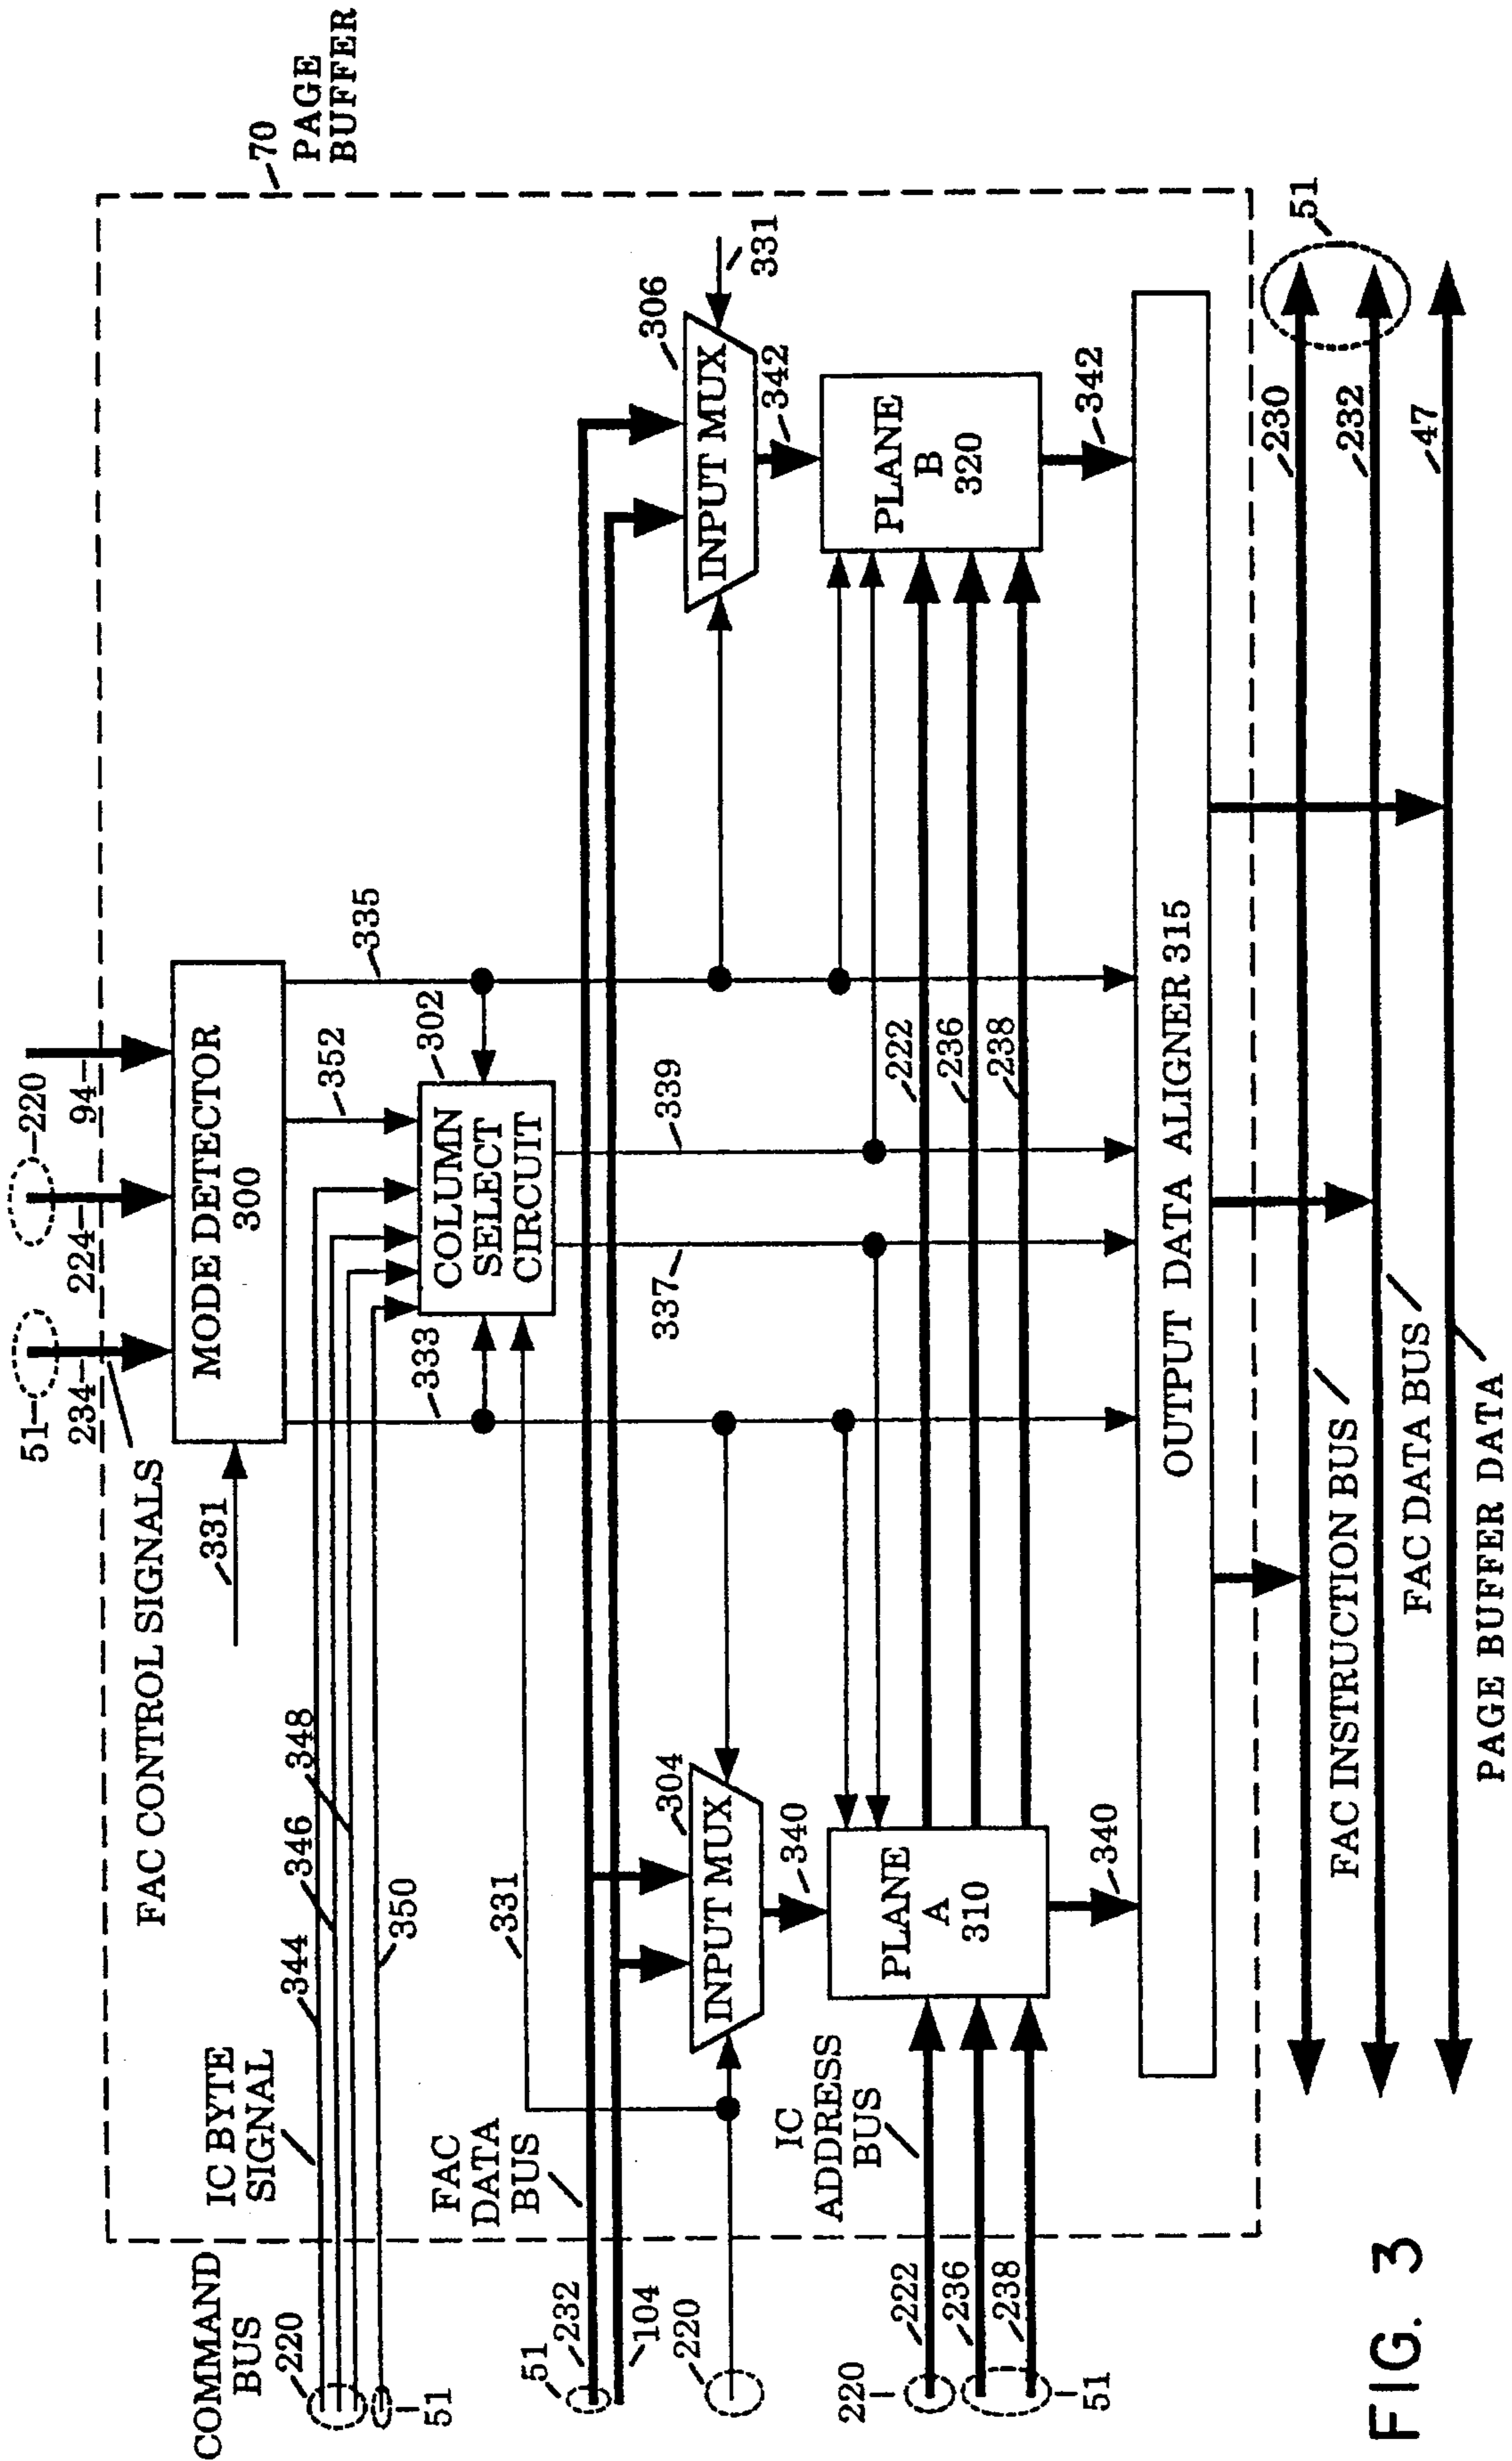 70
PAGE
BUFFER
51
234
224
220
94
FAC CONTROL SIGNALS
331
MODE DETECTOR
300
COMMAND
BUS
220
51
IC BYTE
SIGNAL
344
346
348
350
333
352
302
335
COLUMN
SELECT
CIRCUIT
337
339
51
232
104
220
FAC
DATA
BUS
331
304
INPUT MUX
340
306
INPUT MUX
331
342
220
222
236
238
51
IC
ADDRESS
BUS
PLANE
A
310
222
236
238
PLANE
B
320
340
342
OUTPUT DATA ALIGNER 315
230
232
47
51
FAC INSTRUCTION BUS
FAC DATA BUS
PAGE BUFFER DATA
FIG. 3